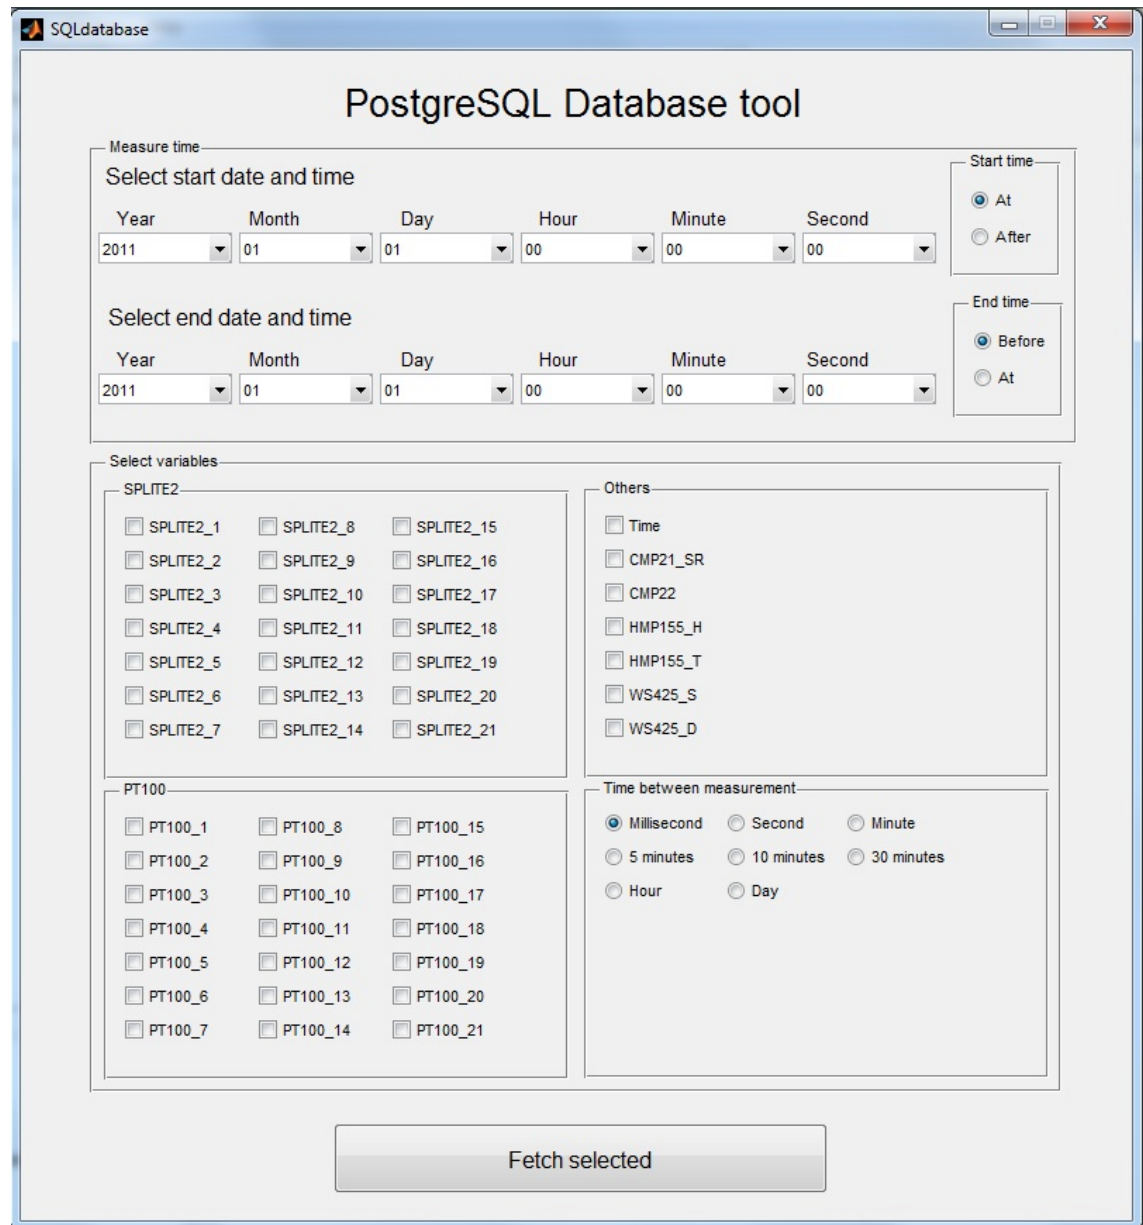 SQLdatabase
PostgreSQL Database tool
Measure time
Select start date and time
Year Month Day Hour Minute Second
2011 01 01 00 00 00
Start time
At
After
Select end date and time
Year Month Day Hour Minute Second
2011 01 01 00 00 00
End time
Before
At
Select variables
SPLITE2
SPLITE2_1 SPLITE2_8 SPLITE2_15
SPLITE2_2 SPLITE2_9 SPLITE2_16
SPLITE2_3 SPLITE2_10 SPLITE2_17
SPLITE2_4 SPLITE2_11 SPLITE2_18
SPLITE2_5 SPLITE2_12 SPLITE2_19
SPLITE2_6 SPLITE2_13 SPLITE2_20
SPLITE2_7 SPLITE2_14 SPLITE2_21
Others
Time
CMP21_SR
CMP22
HMP155_H
HMP155_T
WS425_S
WS425_D
PT100
PT100_1 PT100_8 PT100_15
PT100_2 PT100_9 PT100_16
PT100_3 PT100_10 PT100_17
PT100_4 PT100_11 PT100_18
PT100_5 PT100_12 PT100_19
PT100_6 PT100_13 PT100_20
PT100_7 PT100_14 PT100_21
Time between measurement
Millisecond Second Minute
5 minutes 10 minutes 30 minutes
Hour Day
Fetch selected